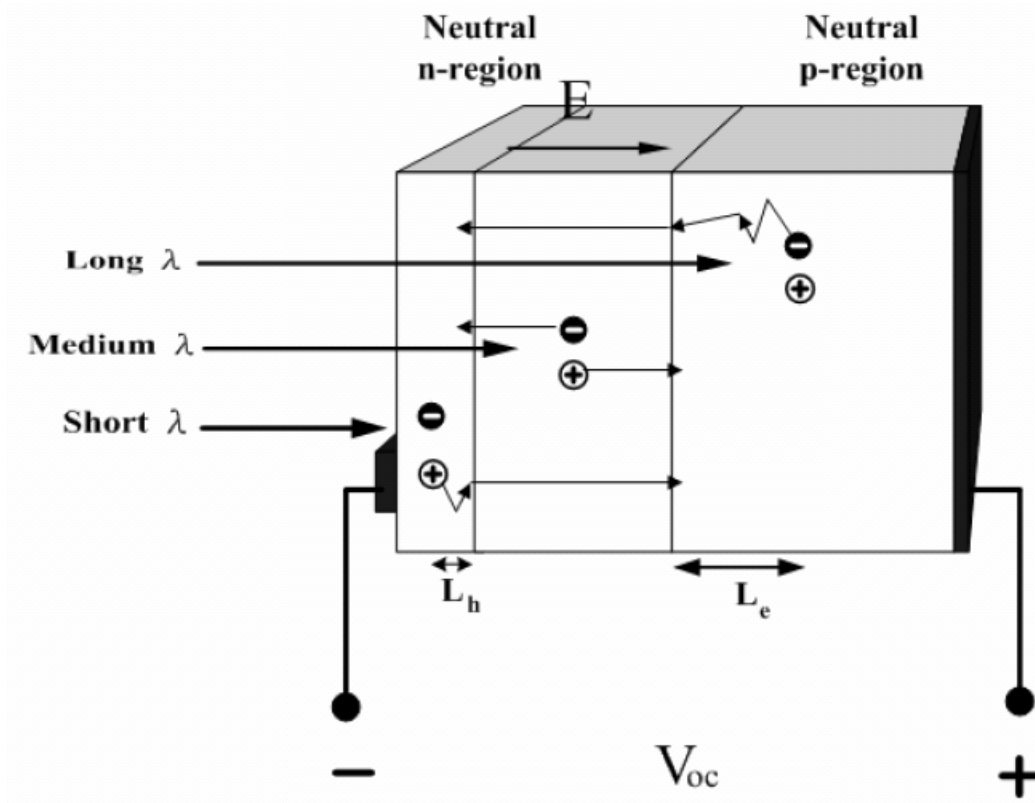 Neutral
n-region
Neutral
p-region
E
Long λ
Medium λ
Short λ
L_h
L_e
− V_oc +